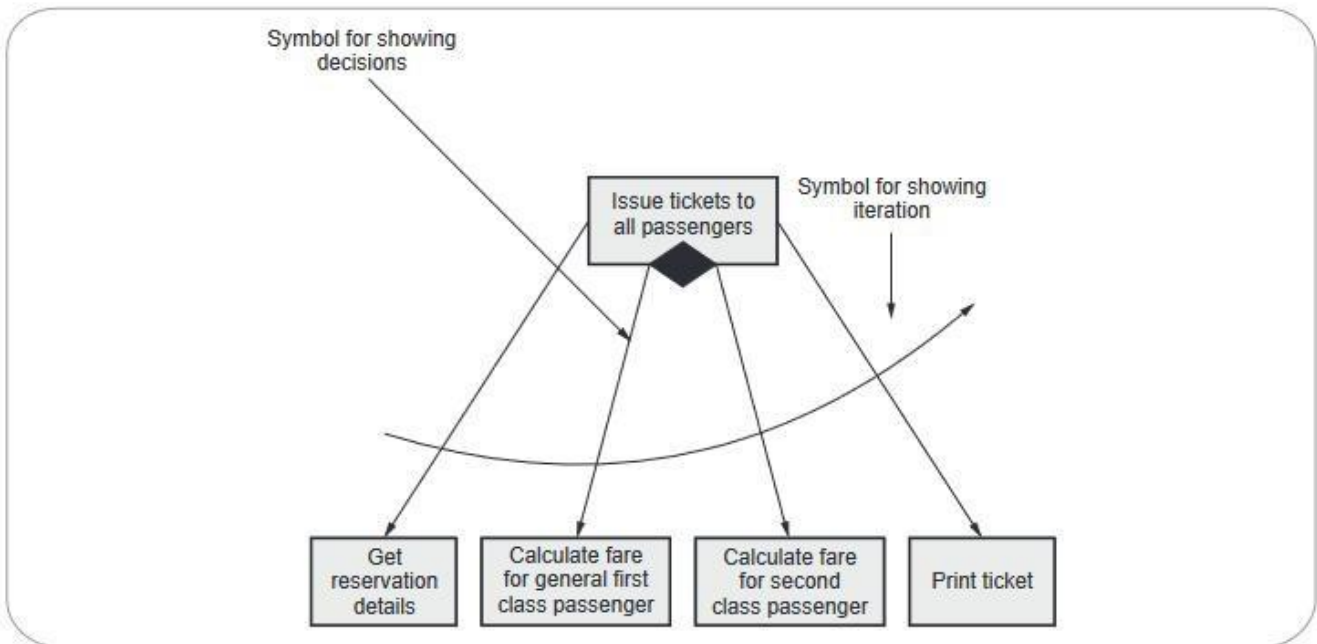 Symbol for showing
decisions
Issue tickets to
all passengers
Symbol for showing
iteration
Get
reservation
details
Calculate fare
for general first
class passenger
Calculate fare
for second
class passenger
Print ticket